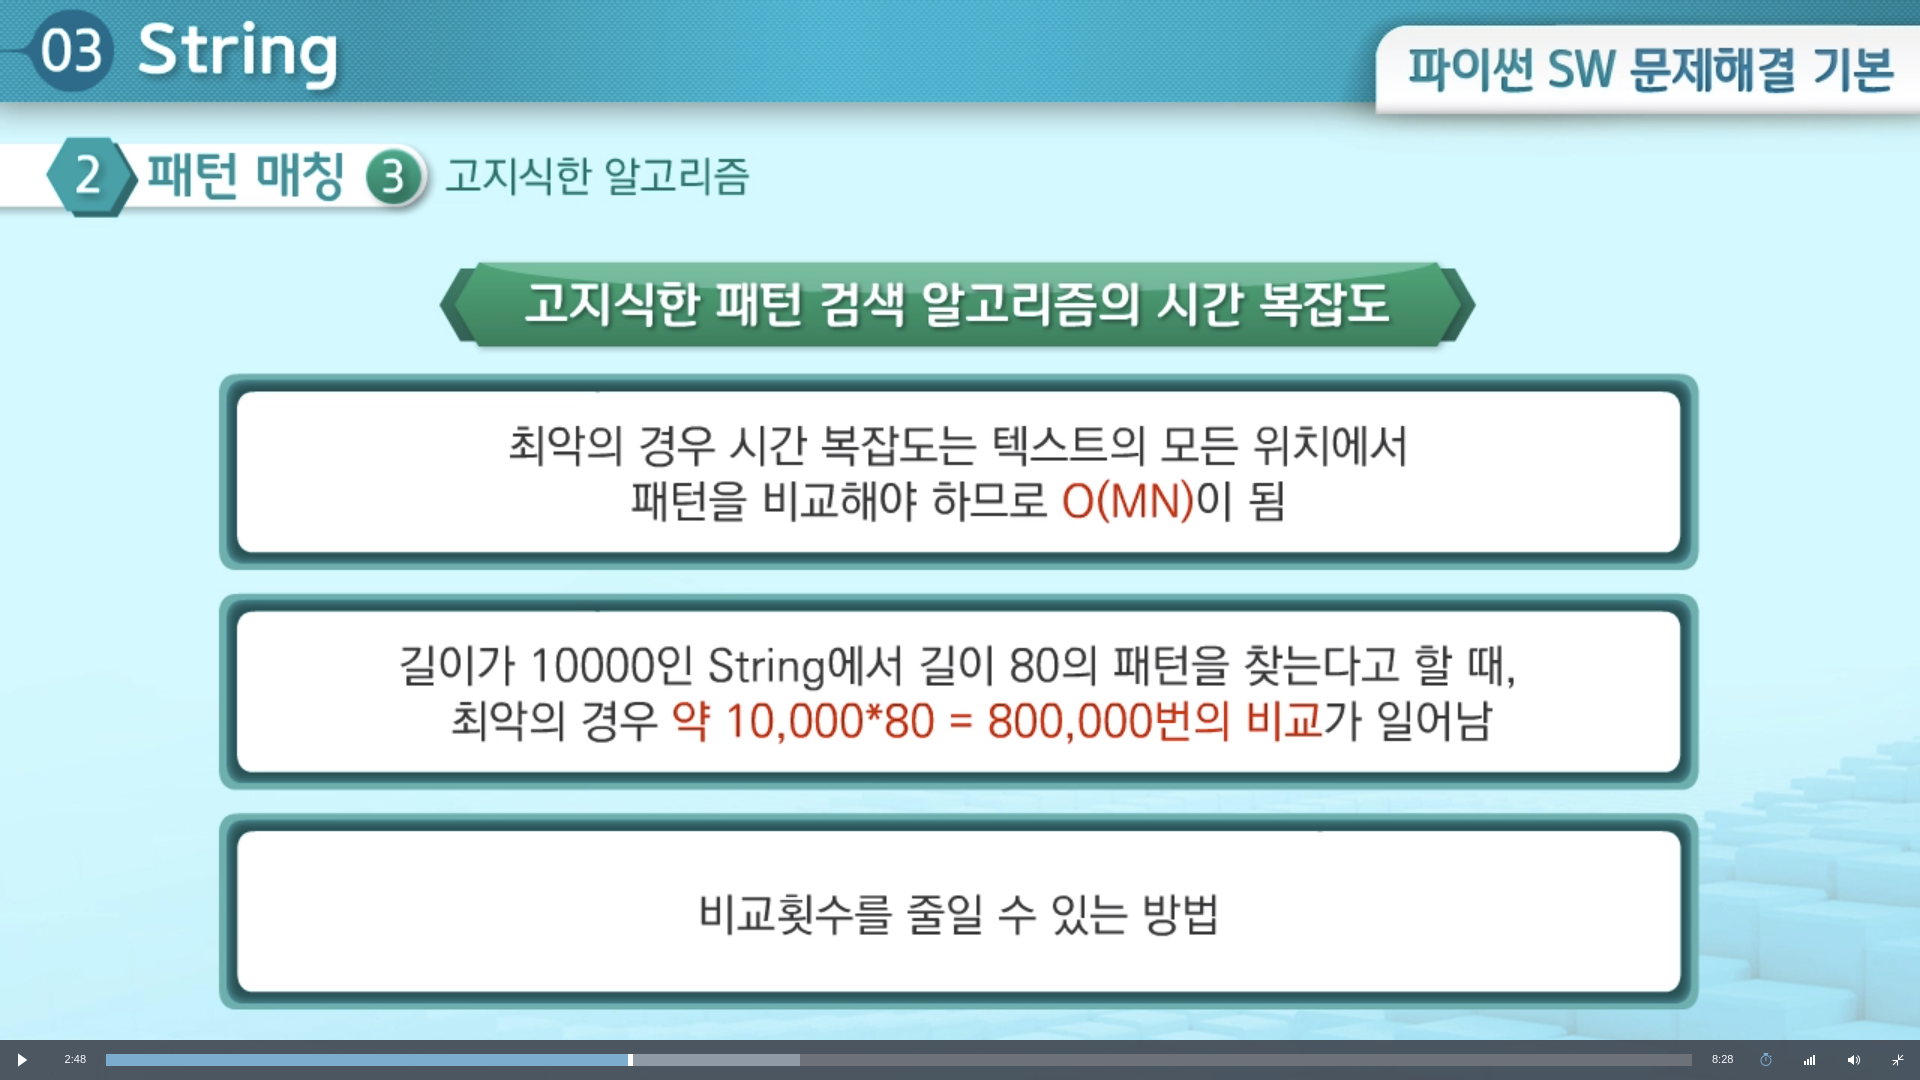 03 String
파이썬 SW 문제해결 기본
2 패턴 매칭 3 고지식한 알고리즘
고지식한 패턴 검색 알고리즘의 시간 복잡도
최악의 경우 시간 복잡도는 텍스트의 모든 위치에서
패턴을 비교해야 하므로 O(MN)이 됨
길이가 10000인 String에서 길이 80의 패턴을 찾는다고 할 때,
최악의 경우 약 10,000*80 = 800,000번의 비교가 일어남
비교횟수를 줄일 수 있는 방법
2:48 8:28